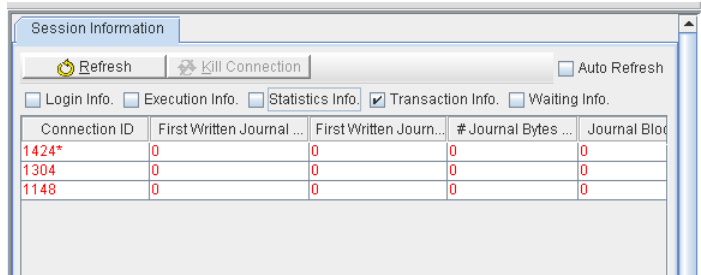 Session Information
Refresh Kill Connection Auto Refresh
Login Info. Execution Info. Statistics Info. Transaction Info. Waiting Info.
Connection ID First Written Journal ... First Written Journ... # Journal Bytes ... Journal Bloc
1424* 0 0 0 0
1304 0 0 0 0
1148 0 0 0 0